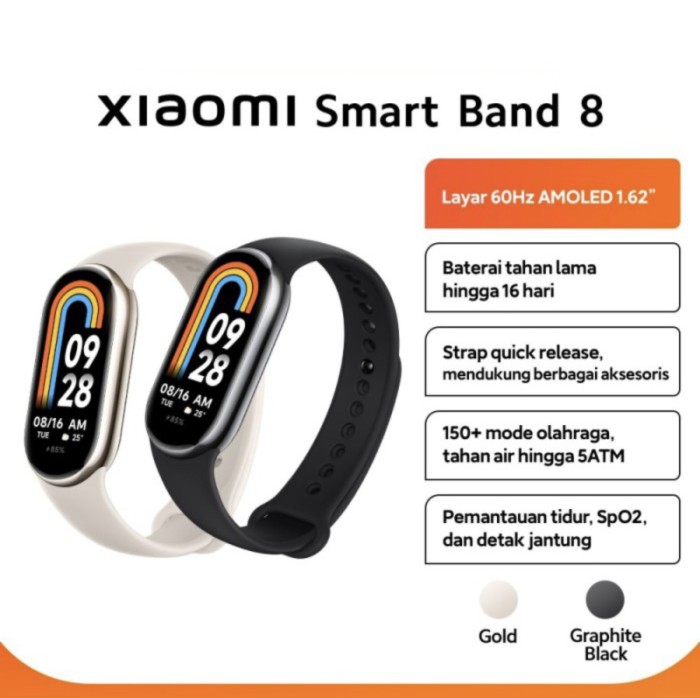 xiaomi Smart Band 8
Layar 60Hz AMOLED 1.62"
Baterai tahan lama
hingga 16 hari
Strap quick release,
mendukung berbagai aksesoris
150+ mode olahraga,
tahan air hingga 5ATM
Pemantauan tidur, SpO2,
dan detak jantung
09
28
08/16 AM
TUE 25°
09
28
08/16 AM
TUE 25°
Gold
Graphite
Black